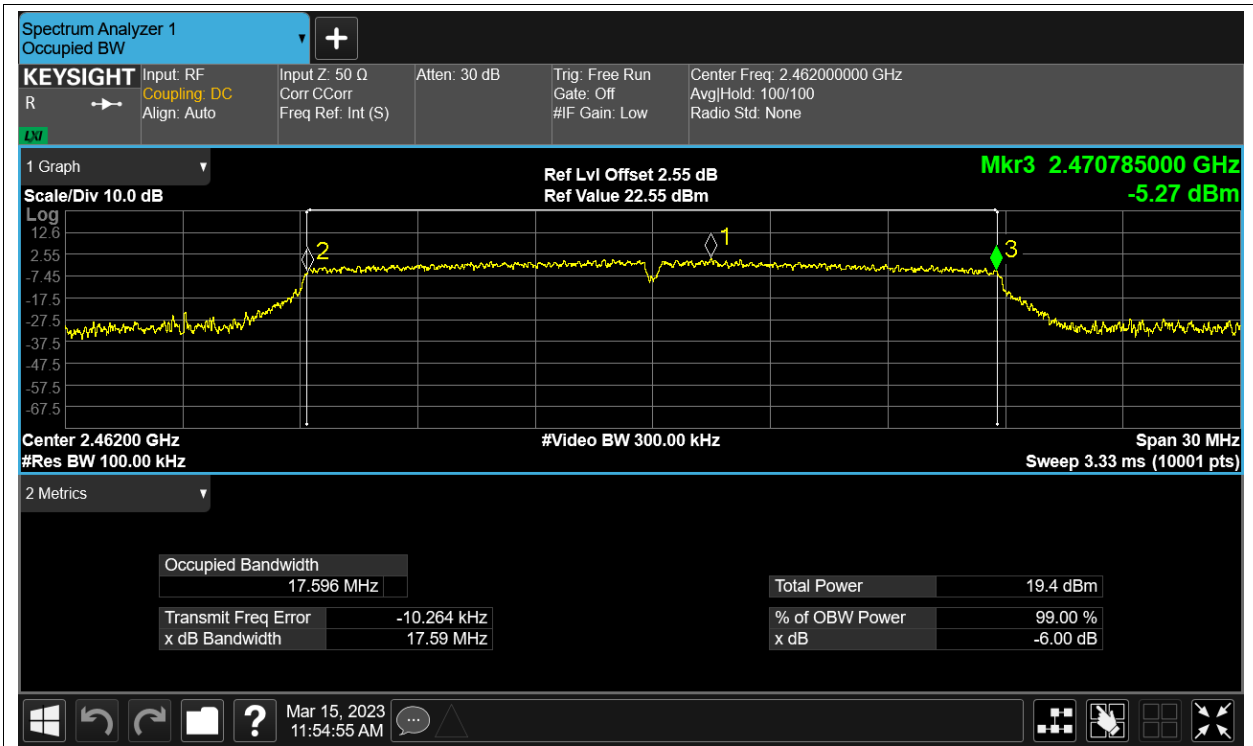 Spectrum Analyzer 1
Occupied BW
KEYSIGHT
R
LXI
Input: RF
Coupling: DC
Align: Auto
Input Z: 50 Ω
Corr CCorr
Freq Ref: Int (S)
Atten: 30 dB
Trig: Free Run
Gate: Off
#IF Gain: Low
Center Freq: 2.462000000 GHz
Avg|Hold: 100/100
Radio Std: None
1 Graph
Scale/Div 10.0 dB
Ref Lvl Offset 2.55 dB
Ref Value 22.55 dBm
Mkr3 2.470785000 GHz
-5.27 dBm
Log
12.6
2.55
-7.45
-17.5
-27.5
-37.5
-47.5
-57.5
-67.5
2
1
3
Center 2.46200 GHz
#Res BW 100.00 kHz
#Video BW 300.00 kHz
Span 30 MHz
Sweep 3.33 ms (10001 pts)
2 Metrics
Occupied Bandwidth
17.596 MHz
Transmit Freq Error -10.264 kHz
x dB Bandwidth 17.59 MHz
Total Power 19.4 dBm
% of OBW Power 99.00 %
x dB -6.00 dB
?
Mar 15, 2023
11:54:55 AM